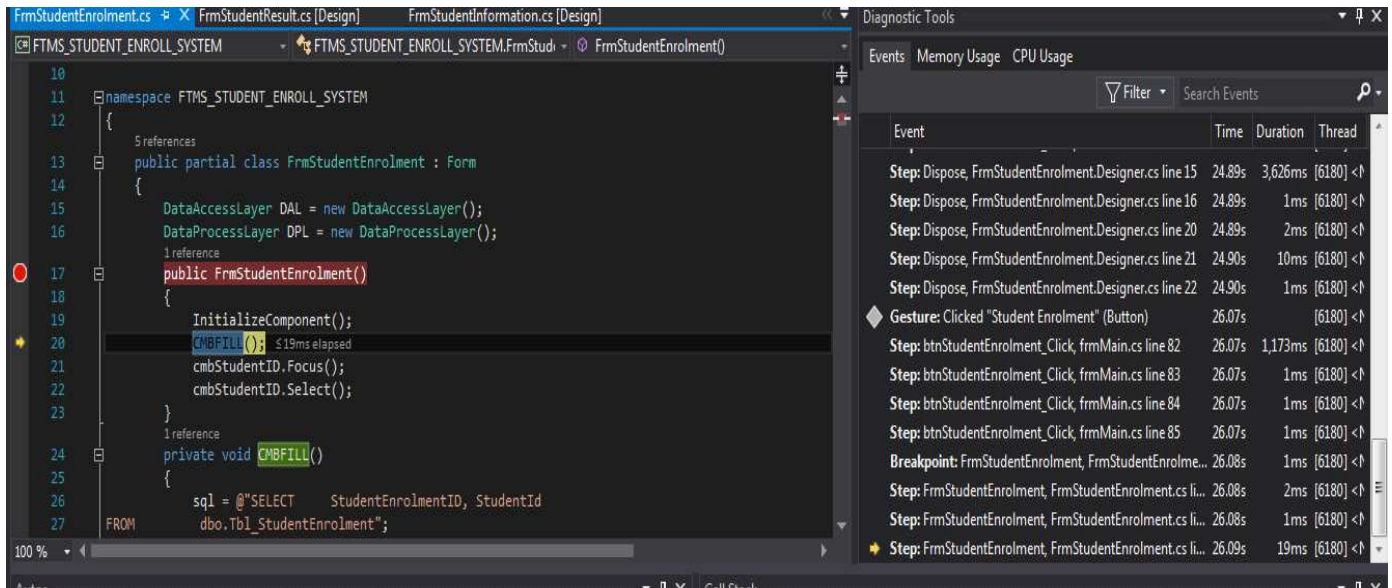 FrmStudentEnrolment.cs FrmStudentResult.cs [Design] FrmStudentInformation.cs [Design]
C# FTMS_STUDENT_ENROLL_SYSTEM FTMS_STUDENT_ENROLL_SYSTEM.FrmStud FrmStudentEnrolment()
10
11 namespace FTMS_STUDENT_ENROLL_SYSTEM
12 {
5 references
13 public partial class FrmStudentEnrolment : Form
14 {
15 DataAccessLayer DAL = new DataAccessLayer();
16 DataProcessLayer DPL = new DataProcessLayer();
1 reference
17 public FrmStudentEnrolment()
18 {
19 InitializeComponent();
20 CMBFILL(); ≤19ms elapsed
21 cmbStudentID.Focus();
22 cmbStudentID.Select();
23 }
1 reference
24 private void CMBFILL()
25 {
26 sql = @"SELECT StudentEnrolmentID, StudentId
27 FROM dbo.Tbl_StudentEnrolment";
100 %
Diagnostic Tools
Events Memory Usage CPU Usage
Filter Search Events
Event Time Duration Thread
Step: Dispose, FrmStudentEnrolment.Designer.cs line 15 24.89s 3,626ms [6180] <
Step: Dispose, FrmStudentEnrolment.Designer.cs line 16 24.89s 1ms [6180] <
Step: Dispose, FrmStudentEnrolment.Designer.cs line 20 24.89s 2ms [6180] <
Step: Dispose, FrmStudentEnrolment.Designer.cs line 21 24.90s 10ms [6180] <
Step: Dispose, FrmStudentEnrolment.Designer.cs line 22 24.90s 1ms [6180] <
Gesture: Clicked "Student Enrolment" (Button) 26.07s [6180] <
Step: btnStudentEnrolment_Click, frmMain.cs line 82 26.07s 1,173ms [6180] <
Step: btnStudentEnrolment_Click, frmMain.cs line 83 26.07s 1ms [6180] <
Step: btnStudentEnrolment_Click, frmMain.cs line 84 26.07s 1ms [6180] <
Step: btnStudentEnrolment_Click, frmMain.cs line 85 26.07s 1ms [6180] <
Breakpoint: FrmStudentEnrolment, FrmStudentEnrolme... 26.08s 1ms [6180] <
Step: FrmStudentEnrolment, FrmStudentEnrolment.cs li... 26.08s 2ms [6180] <
Step: FrmStudentEnrolment, FrmStudentEnrolment.cs li... 26.08s 1ms [6180] <
Step: FrmStudentEnrolment, FrmStudentEnrolment.cs li... 26.09s 19ms [6180] <